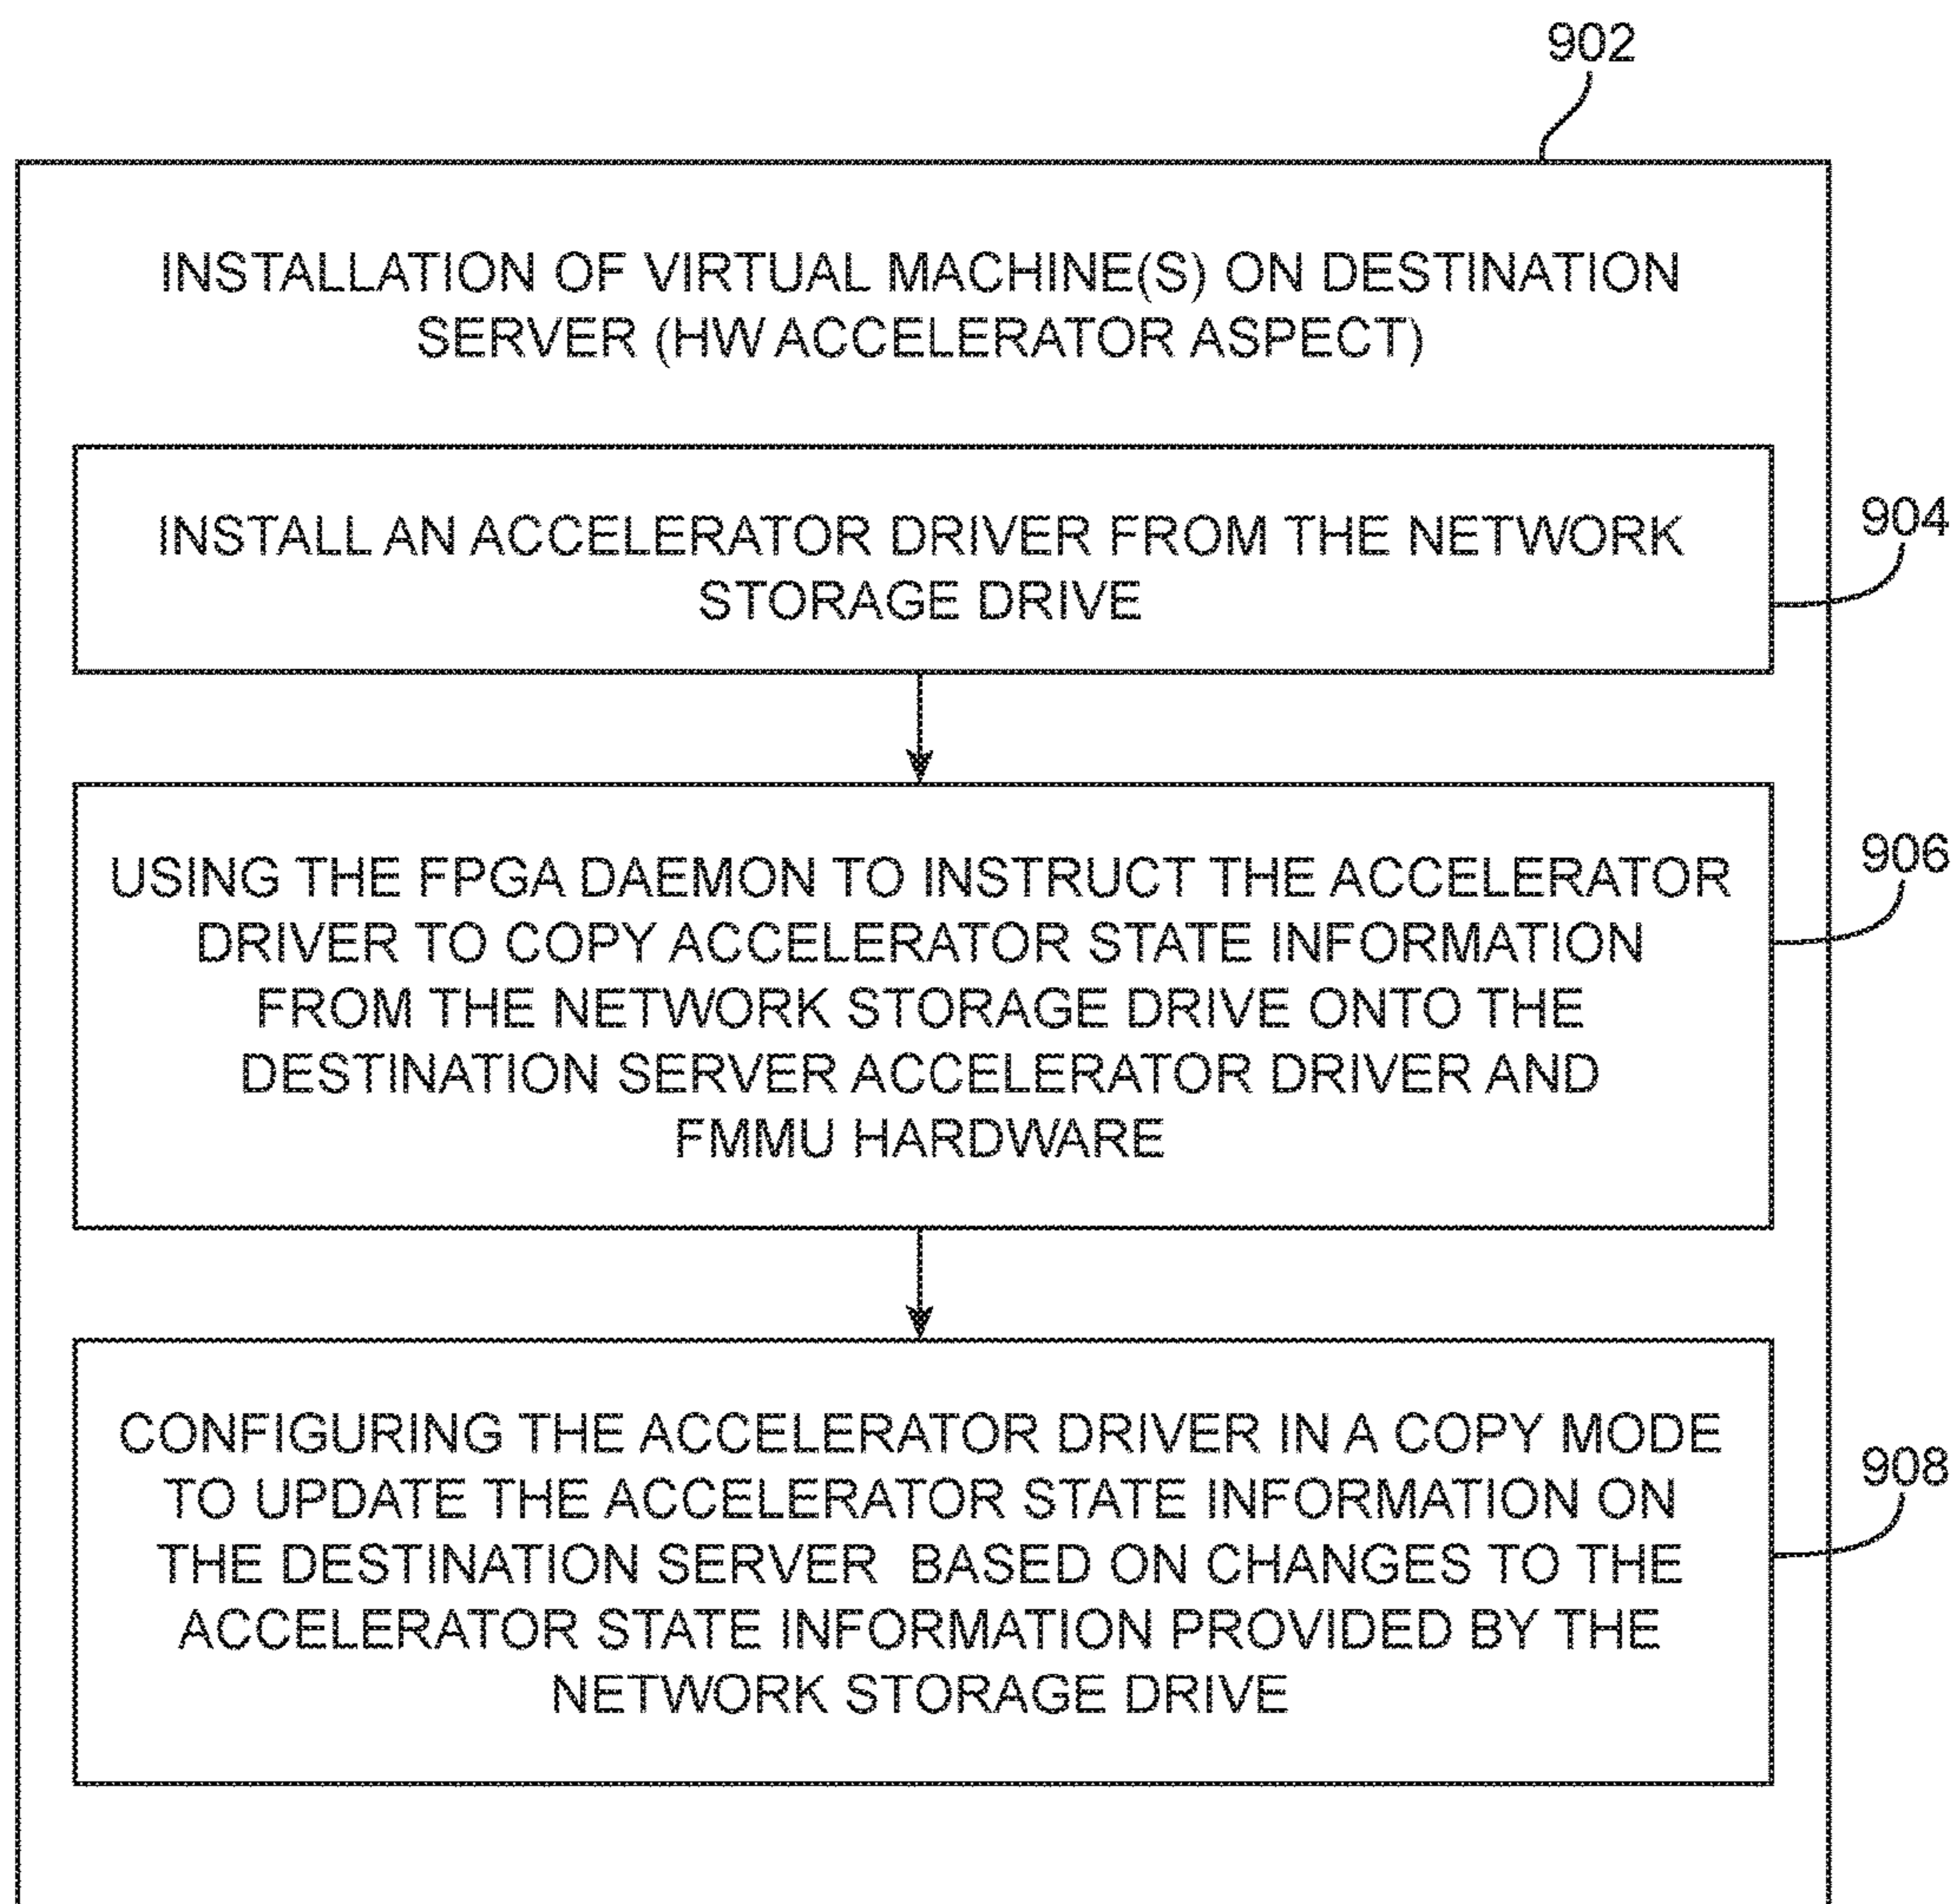 902
INSTALLATION OF VIRTUAL MACHINE(S) ON DESTINATION
SERVER (HW ACCELERATOR ASPECT)
INSTALL AN ACCELERATOR DRIVER FROM THE NETWORK
STORAGE DRIVE
904
USING THE FPGA DAEMON TO INSTRUCT THE ACCELERATOR
DRIVER TO COPY ACCELERATOR STATE INFORMATION
FROM THE NETWORK STORAGE DRIVE ONTO THE
DESTINATION SERVER ACCELERATOR DRIVER AND
FMMU HARDWARE
906
CONFIGURING THE ACCELERATOR DRIVER IN A COPY MODE
TO UPDATE THE ACCELERATOR STATE INFORMATION ON
THE DESTINATION SERVER BASED ON CHANGES TO THE
ACCELERATOR STATE INFORMATION PROVIDED BY THE
NETWORK STORAGE DRIVE
908